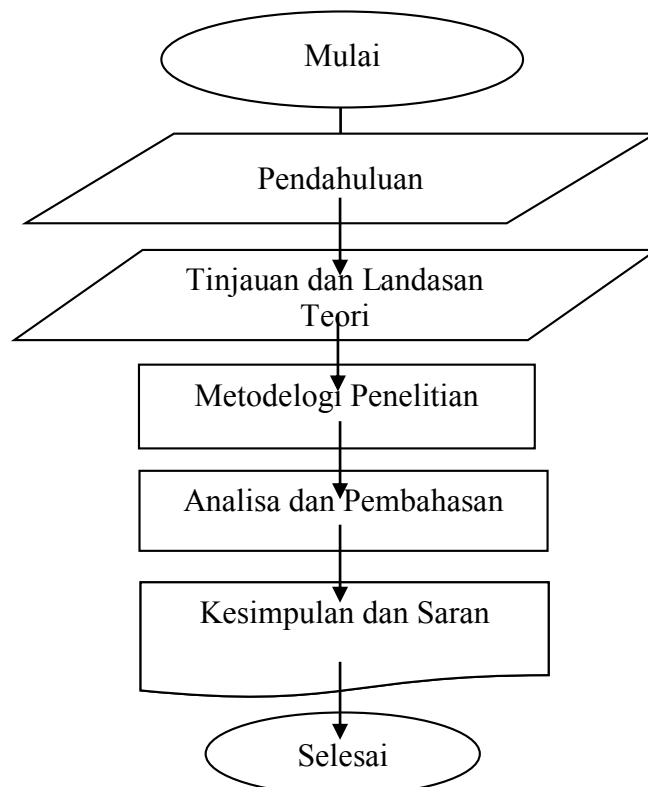 Mulai
Pendahuluan
Tinjauan dan Landasan
Teori
Metodelogi Penelitian
Analisa dan Pembahasan
Kesimpulan dan Saran
Selesai